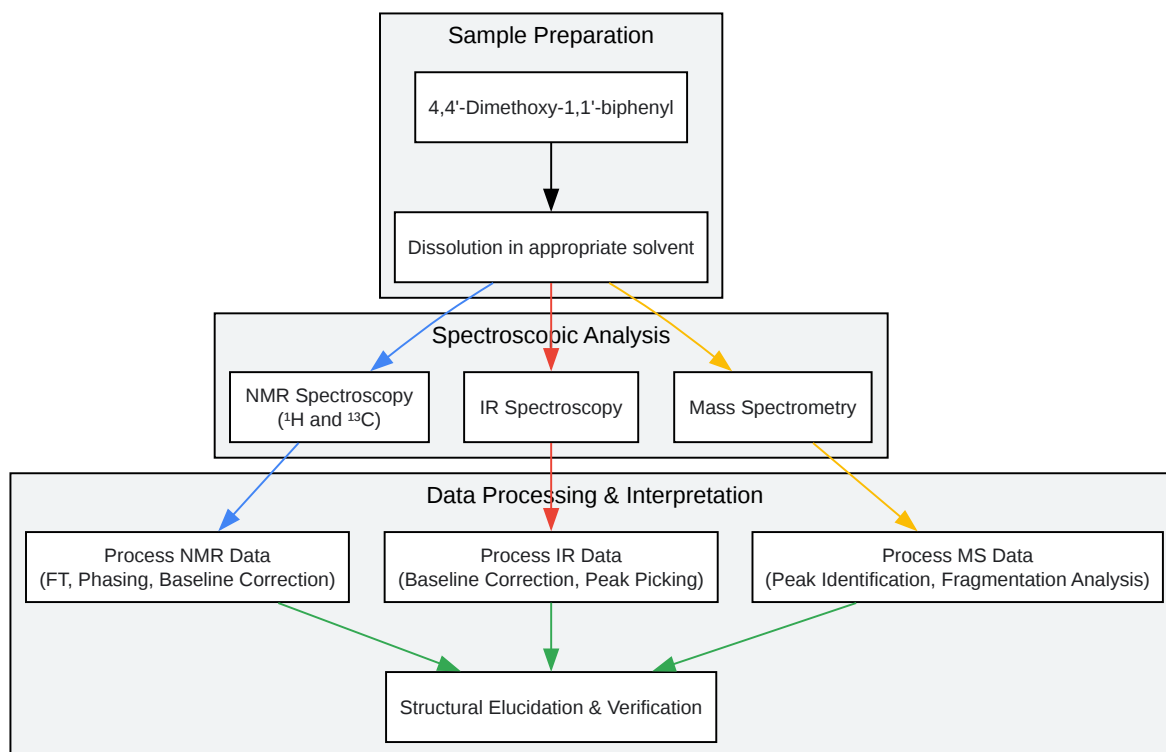 Sample Preparation
4,4'-Dimethoxy-1,1'-biphenyl
Dissolution in appropriate solvent
Spectroscopic Analysis
NMR Spectroscopy
(¹H and ¹³C)
IR Spectroscopy
Mass Spectrometry
Data Processing & Interpretation
Process NMR Data
(FT, Phasing, Baseline Correction)
Process IR Data
(Baseline Correction, Peak Picking)
Process MS Data
(Peak Identification, Fragmentation Analysis)
Structural Elucidation & Verification